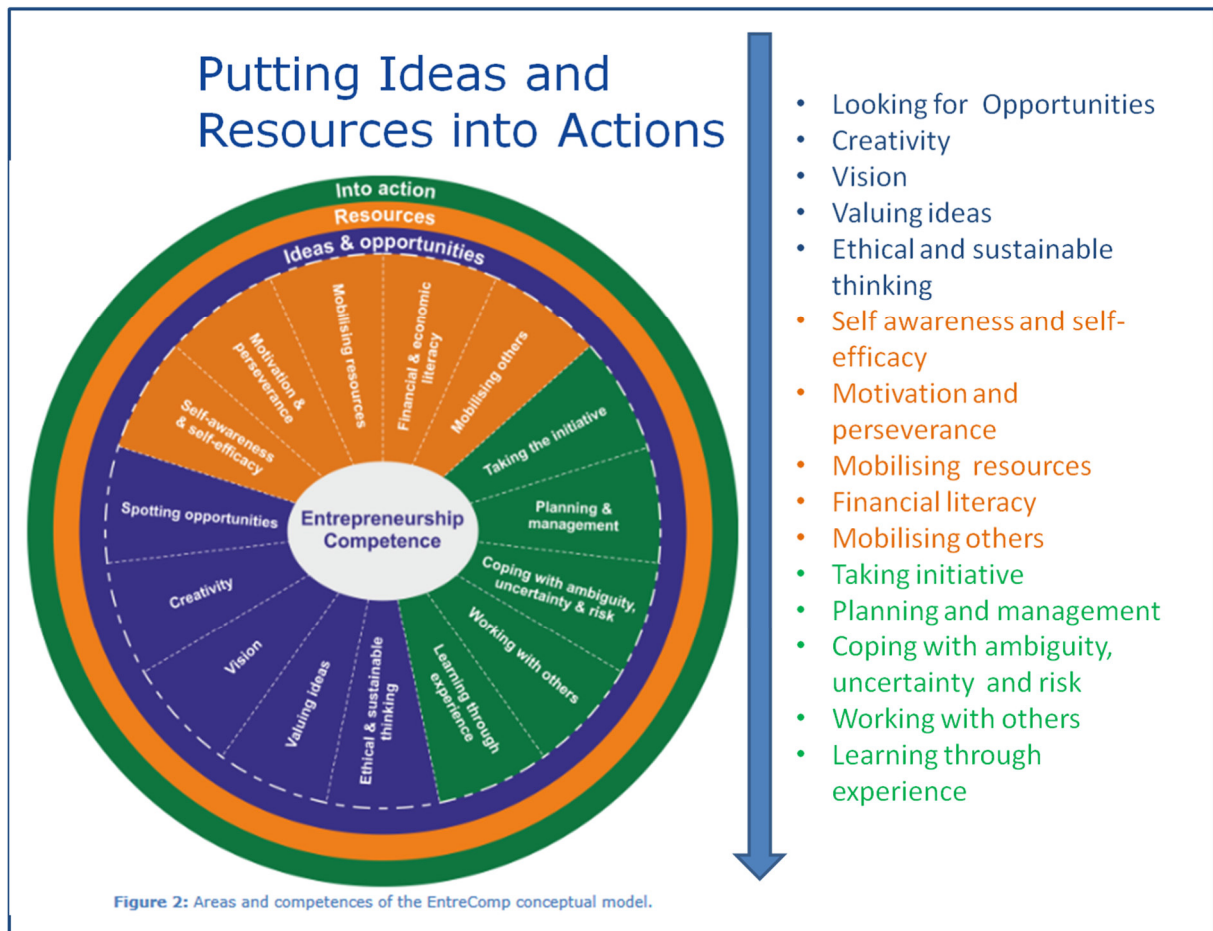 Putting Ideas and
Resources into Actions
Into action
Resources
Ideas & opportunities
Self-awareness
& self-efficacy
Motivation &
perseverance
Mobilising resources
Financial & economic
literacy
Mobilising others
Taking the initiative
Planning &
management
Coping with ambiguity,
uncertainty & risk
Working with others
Learning through
experience
Ethical & sustainable
thinking
Valuing ideas
Vision
Creativity
Spotting opportunities
Entrepreneurship
Competence
Figure 2: Areas and competences of the EntreComp conceptual model.
• Looking for Opportunities
• Creativity
• Vision
• Valuing ideas
• Ethical and sustainable
thinking
• Self awareness and self-
efficacy
• Motivation and
perseverance
• Mobilising resources
• Financial literacy
• Mobilising others
• Taking initiative
• Planning and management
• Coping with ambiguity,
uncertainty and risk
• Working with others
• Learning through
experience